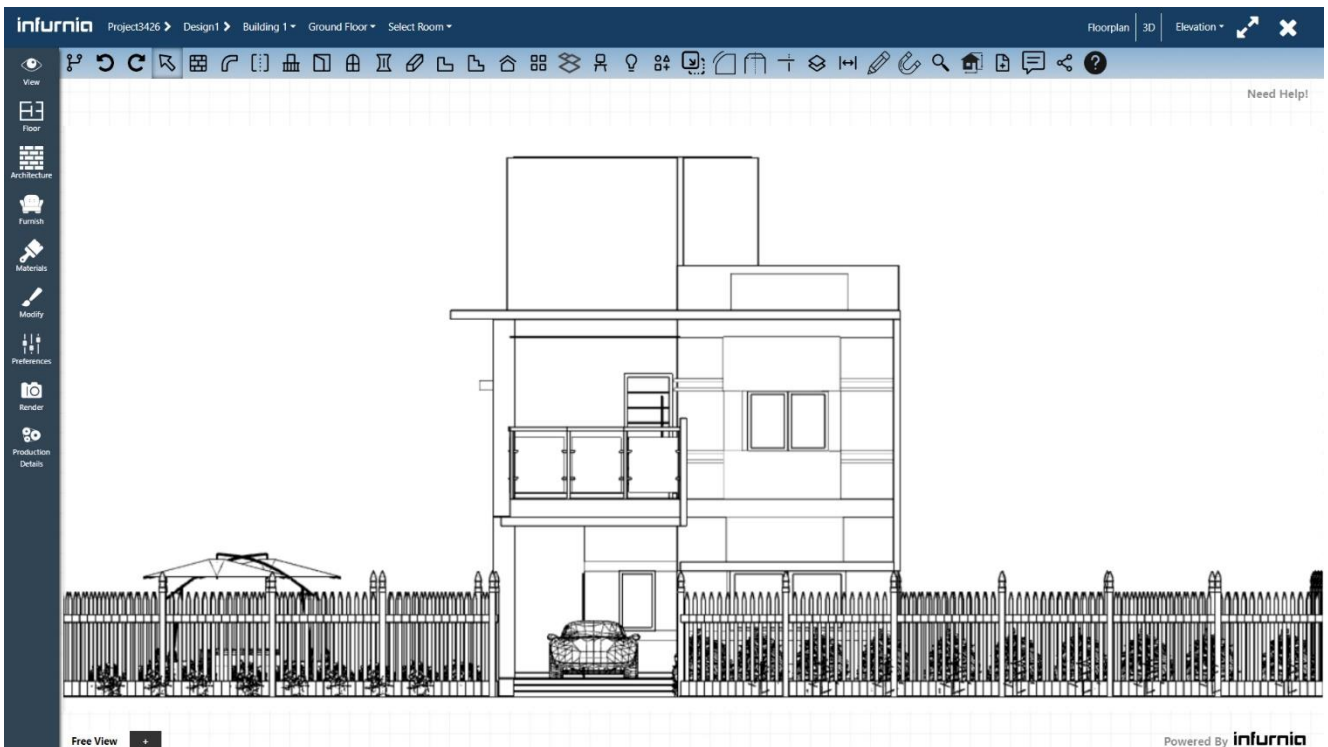 infurnia Project3426 Design1 Building 1 Ground Floor Select Room Floorplan 3D Elevation
Need Help!
View
Floor
Architecture
Furnish
Materials
Modify
Preferences
Render
Production
Details
Free View +
Powered By infurnia